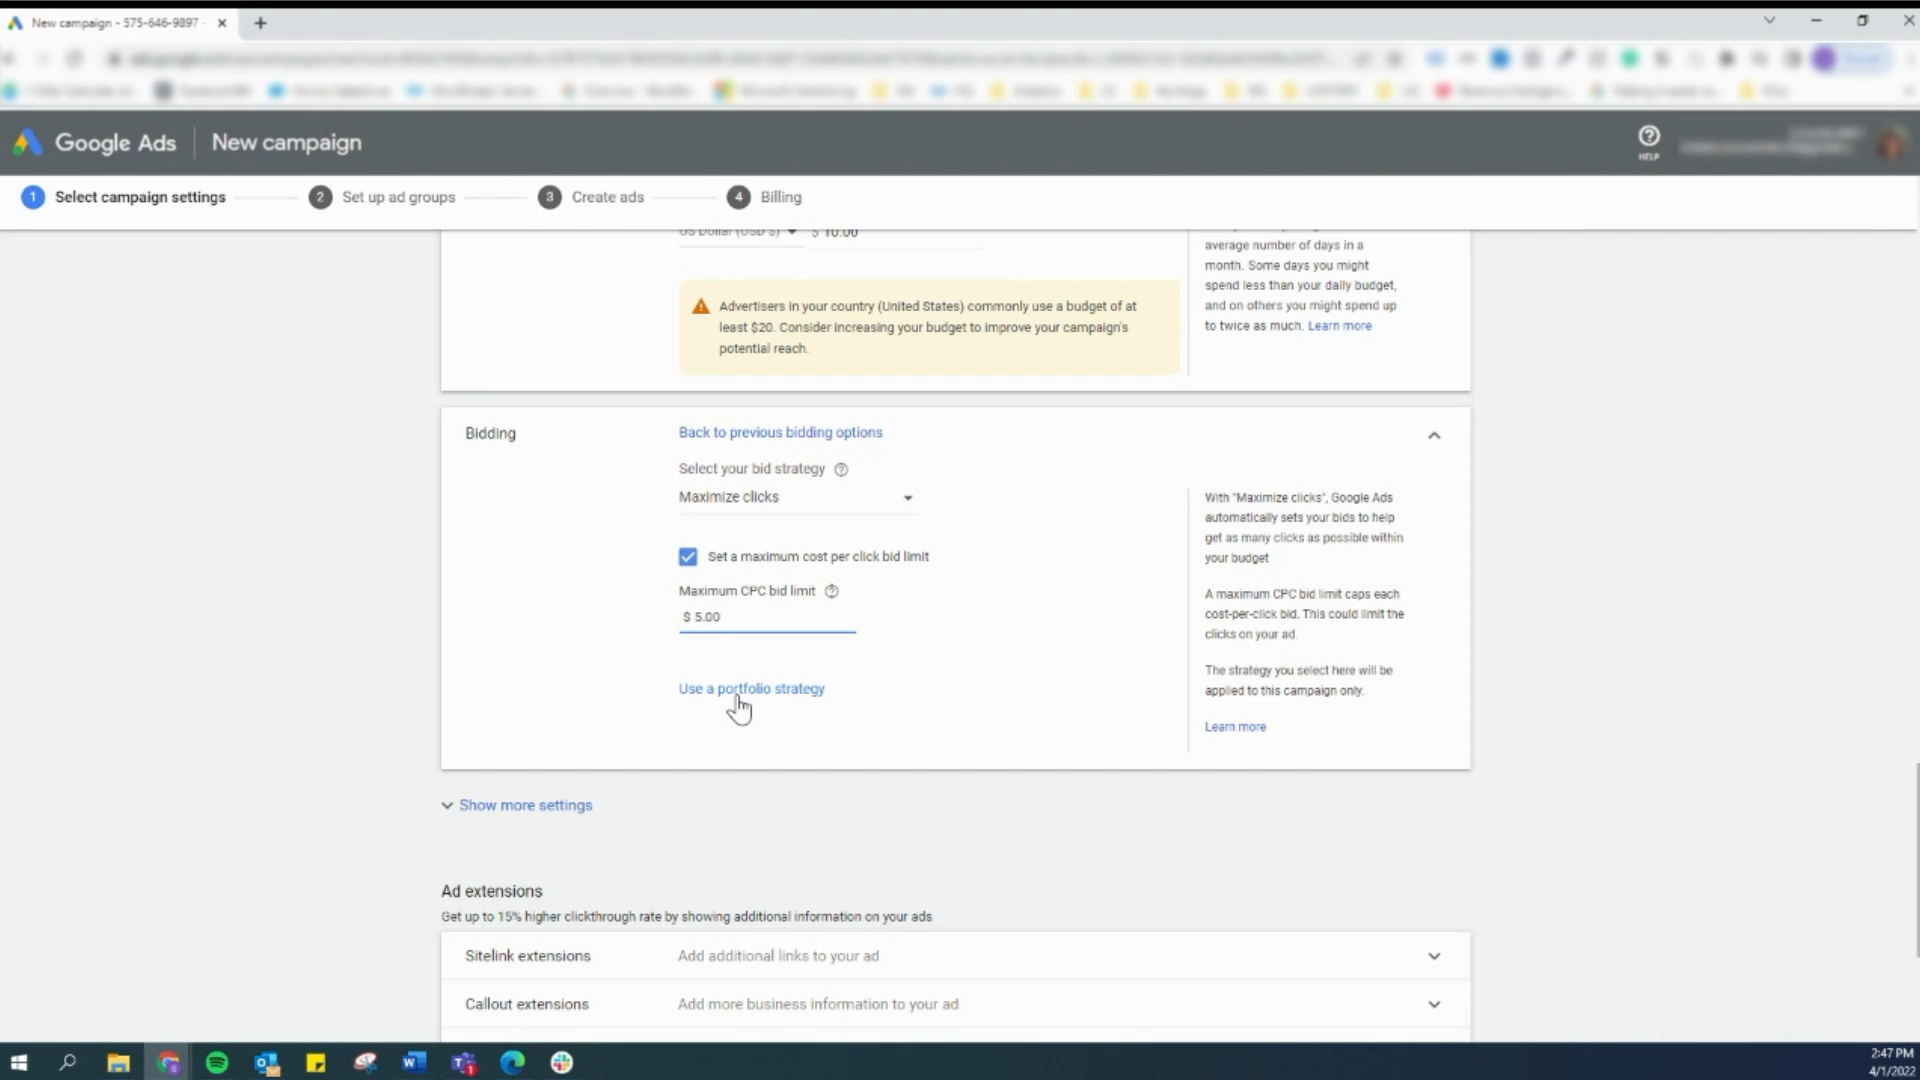 New campaign - 575-646-9897 -
Google Ads
New campaign
HELP
1 Select campaign settings
2 Set up ad groups
3 Create ads
4 Billing
US Dollar (USD $)
$ 10.00
average number of days in a
month. Some days you might
spend less than your daily budget,
and on others you might spend up
to twice as much. Learn more
Advertisers in your country (United States) commonly use a budget of at
least $20. Consider increasing your budget to improve your campaign's
potential reach.
Bidding
Back to previous bidding options
Select your bid strategy
Maximize clicks
Set a maximum cost per click bid limit
Maximum CPC bid limit
$ 5.00
Use a portfolio strategy
With "Maximize clicks", Google Ads
automatically sets your bids to help
get as many clicks as possible within
your budget
A maximum CPC bid limit caps each
cost-per-click bid. This could limit the
clicks on your ad.
The strategy you select here will be
applied to this campaign only.
Learn more
Show more settings
Ad extensions
Get up to 15% higher clickthrough rate by showing additional information on your ads
Sitelink extensions
Add additional links to your ad
Callout extensions
Add more business information to your ad
2:47 PM
4/1/2022